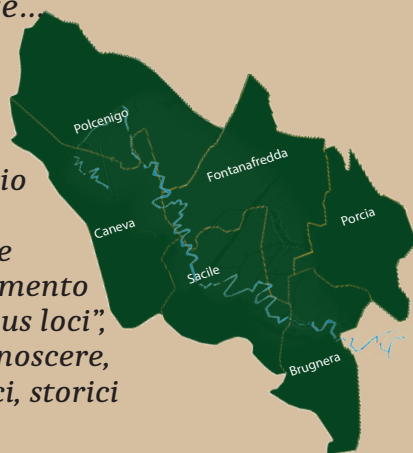 e...
Polcenigo
Fontanafredda
io
Porcia
Caneva
e
Sacile
mento
us loci”,
noscere,
Brugnera
ci, storici